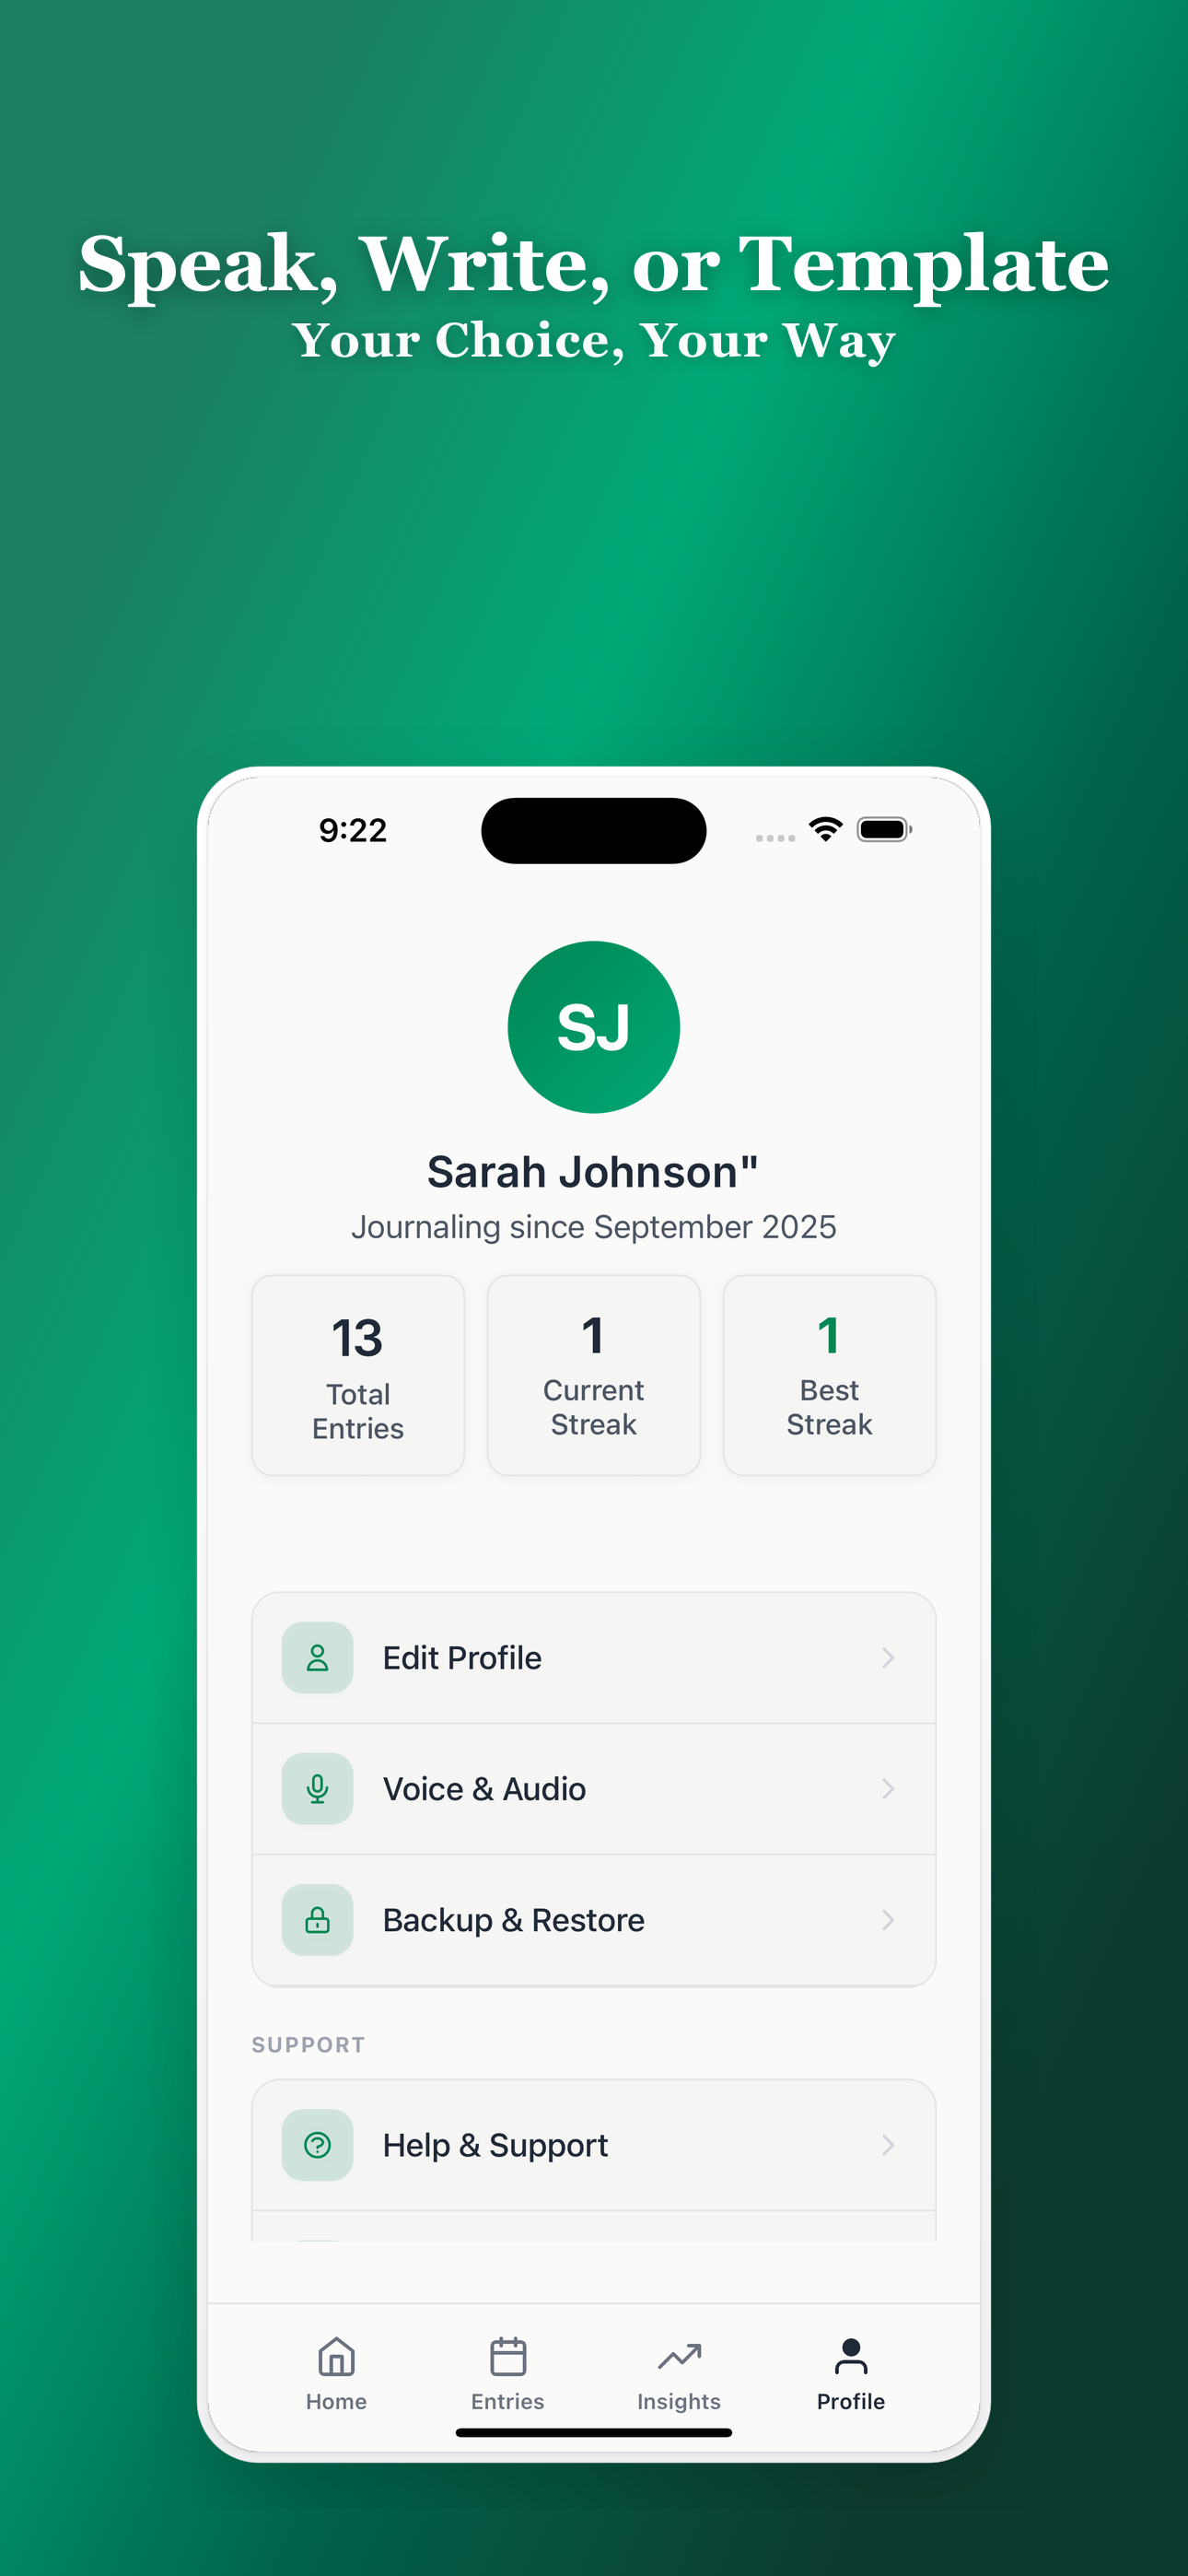 Speak, Write, or Template
Your Choice, Your Way
9:22
SJ
Sarah Johnson"
Journaling since September 2025
13
Total
Entries
1
Current
Streak
1
Best
Streak
Edit Profile
Voice & Audio
Backup & Restore
SUPPORT
Help & Support
Home
Entries
Insights
Profile